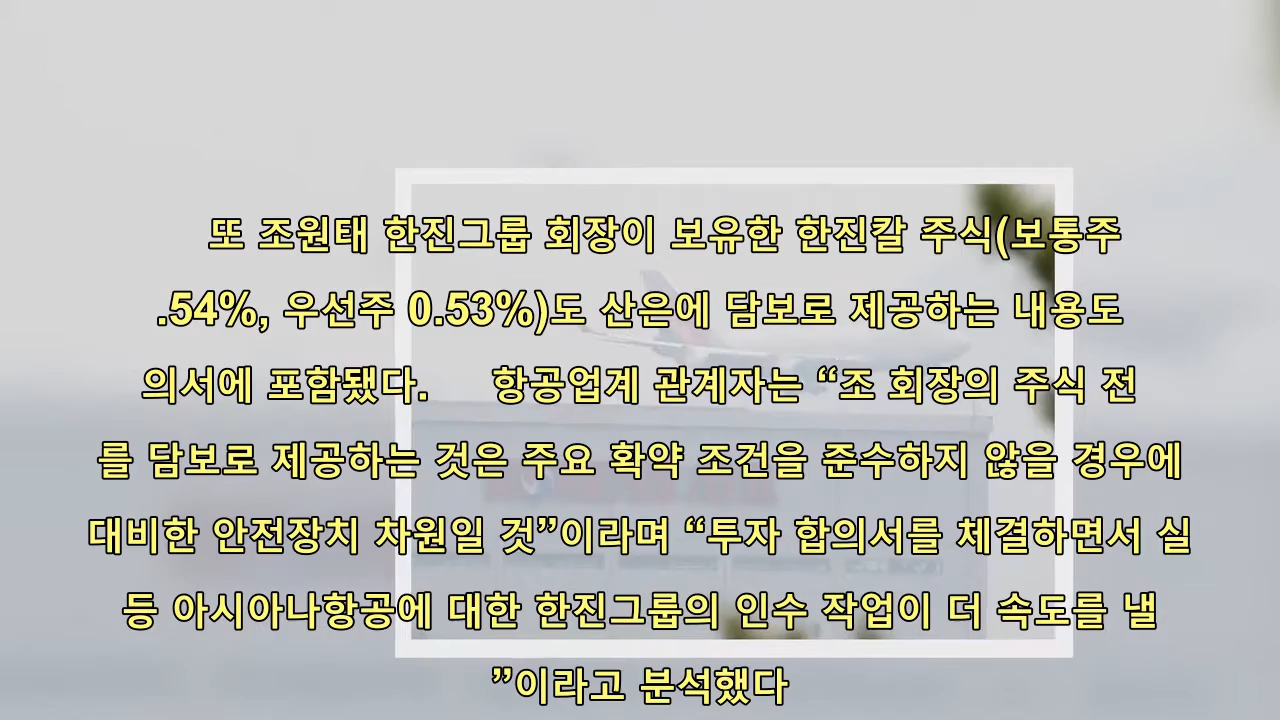 또 조원태 한진그룹 회장이 보유한 한진칼 주식(보통주
.54%, 우선주 0.53%)도 산은에 담보로 제공하는 내용도
의서에 포함됐다. 항공업계 관계자는 “조 회장의 주식 전
를 담보로 제공하는 것은 주요 확약 조건을 준수하지 않을 경우에
대비한 안전장치 차원일 것”이라며 “투자 합의서를 체결하면서 실
등 아시아나항공에 대한 한진그룹의 인수 작업이 더 속도를 낼
”이라고 분석했다